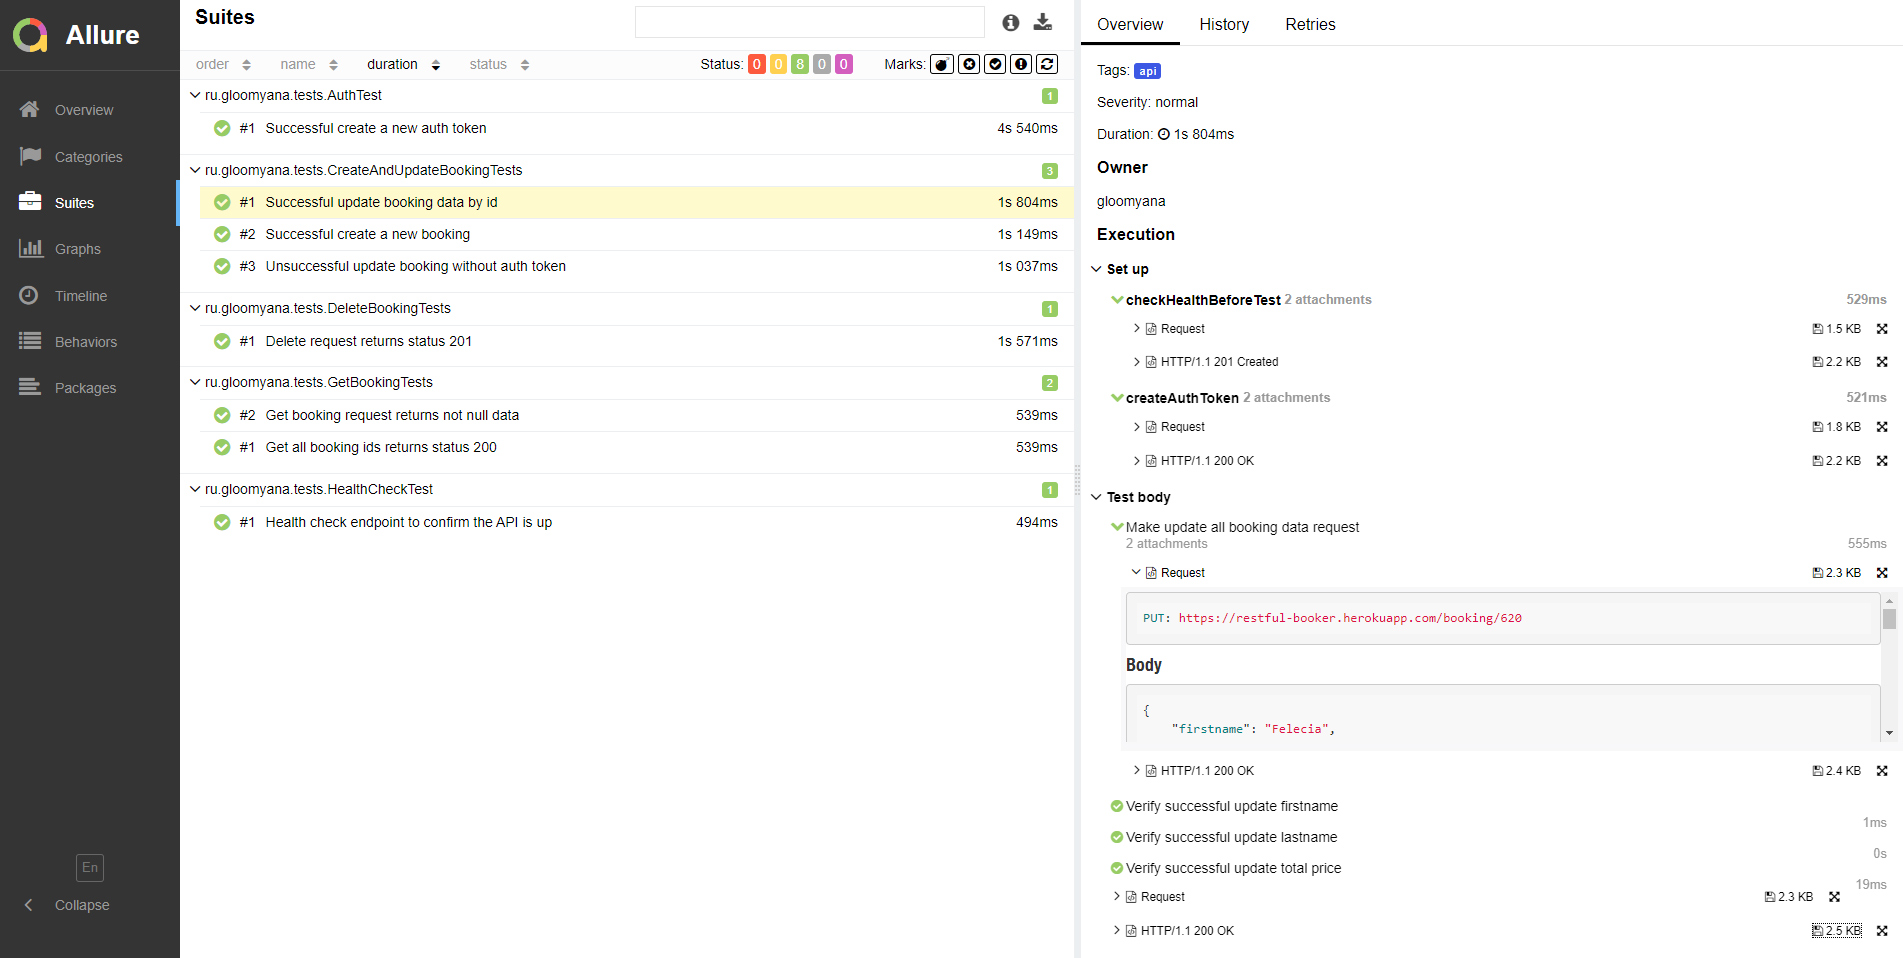 Allure
Overview
Categories
Suites
Graphs
Timeline
Behaviors
Packages
En
Collapse
Suites
order name duration status Status: 0 0 8 0 0 Marks:
ru.gloomyana.tests.AuthTest 1
#1 Successful create a new auth token 4s 540ms
ru.gloomyana.tests.CreateAndUpdateBookingTests 3
#1 Successful update booking data by id 1s 804ms
#2 Successful create a new booking 1s 149ms
#3 Unsuccessful update booking without auth token 1s 037ms
ru.gloomyana.tests.DeleteBookingTests 1
#1 Delete request returns status 201 1s 571ms
ru.gloomyana.tests.GetBookingTests 2
#2 Get booking request returns not null data 539ms
#1 Get all booking ids returns status 200 539ms
ru.gloomyana.tests.HealthCheckTest 1
#1 Health check endpoint to confirm the API is up 494ms
Overview History Retries
Tags: api
Severity: normal
Duration: 1s 804ms
Owner
gloomyana
Execution
Set up
checkHealthBeforeTest 2 attachments 529ms
Request 1.5 KB
HTTP/1.1 201 Created 2.2 KB
createAuthToken 2 attachments 521ms
Request 1.8 KB
HTTP/1.1 200 OK 2.2 KB
Test body
Make update all booking data request
2 attachments 555ms
Request 2.3 KB
PUT: https://restful-booker.herokuapp.com/booking/620
Body
{
"firstname": "Felecia",
HTTP/1.1 200 OK 2.4 KB
Verify successful update firstname
1ms
Verify successful update lastname
0s
Verify successful update total price
19ms
Request 2.3 KB
HTTP/1.1 200 OK 2.5 KB